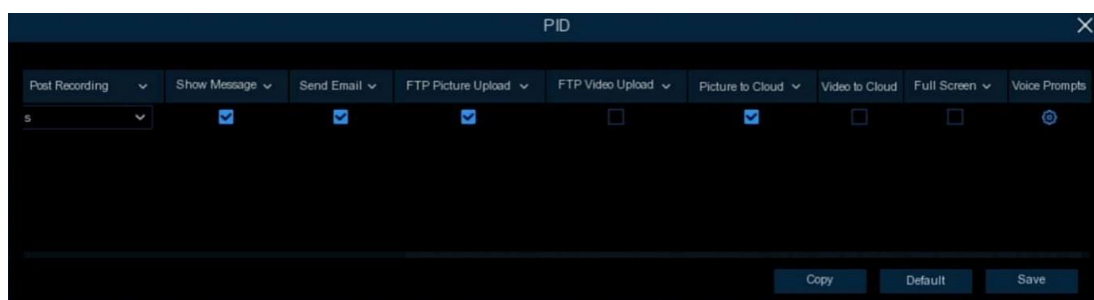 PID
Post Recording Show Message Send Email FTP Picture Upload FTP Video Upload Picture to Cloud Video to Cloud Full Screen Voice Prompts
s
Copy Default Save